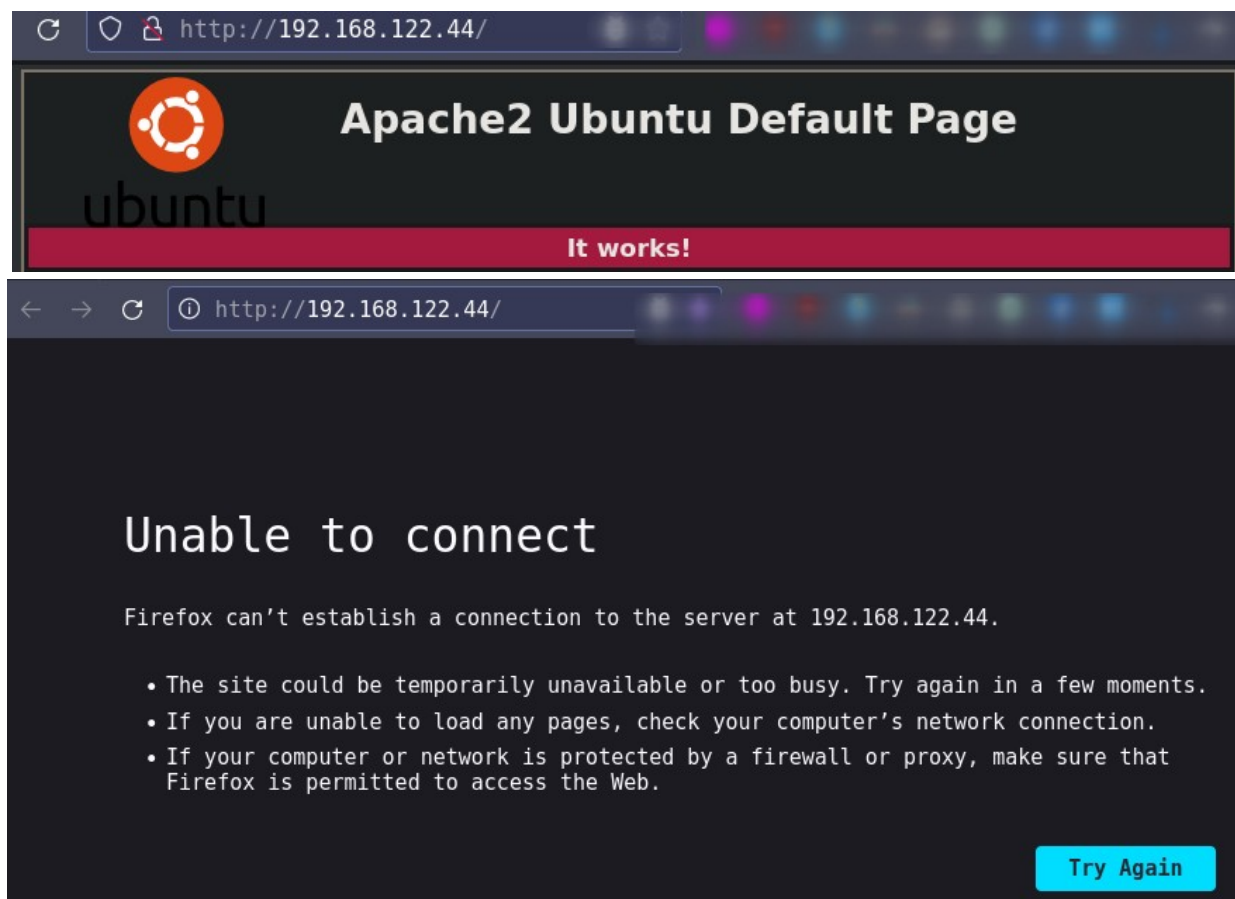 http://192.168.122.44/
Apache2 Ubuntu Default Page
ubuntu
It works!
http://192.168.122.44/
Unable to connect
Firefox can’t establish a connection to the server at 192.168.122.44.
• The site could be temporarily unavailable or too busy. Try again in a few moments.
• If you are unable to load any pages, check your computer’s network connection.
• If your computer or network is protected by a firewall or proxy, make sure that
Firefox is permitted to access the Web.
Try Again